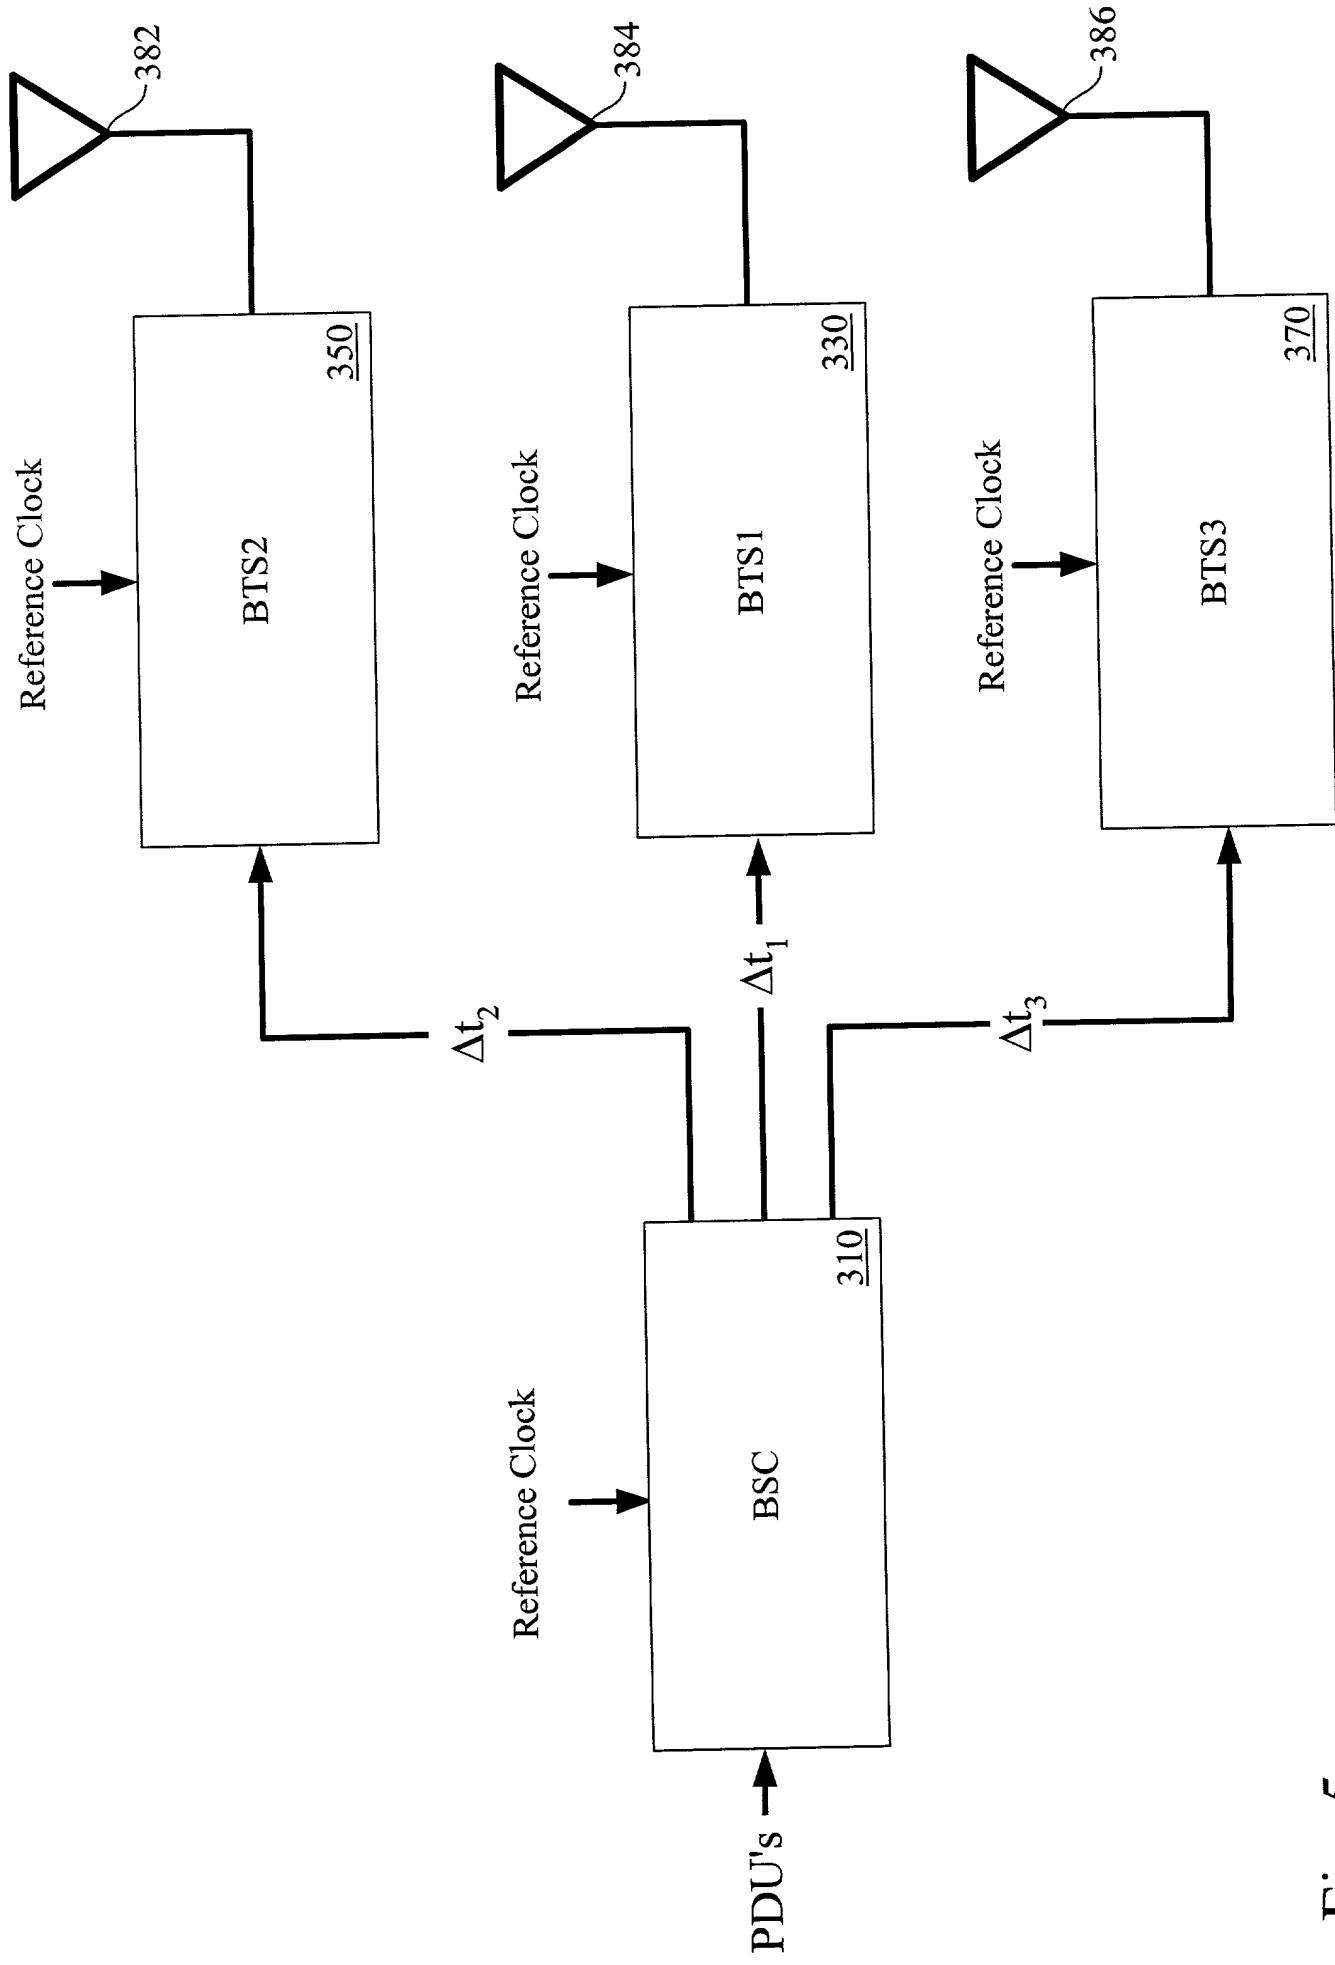 PDU's
Reference Clock
BSC
310
Δt₂
Δt₁
Δt₃
Reference Clock
BTS2
350
382
Reference Clock
BTS1
330
384
Reference Clock
BTS3
370
386